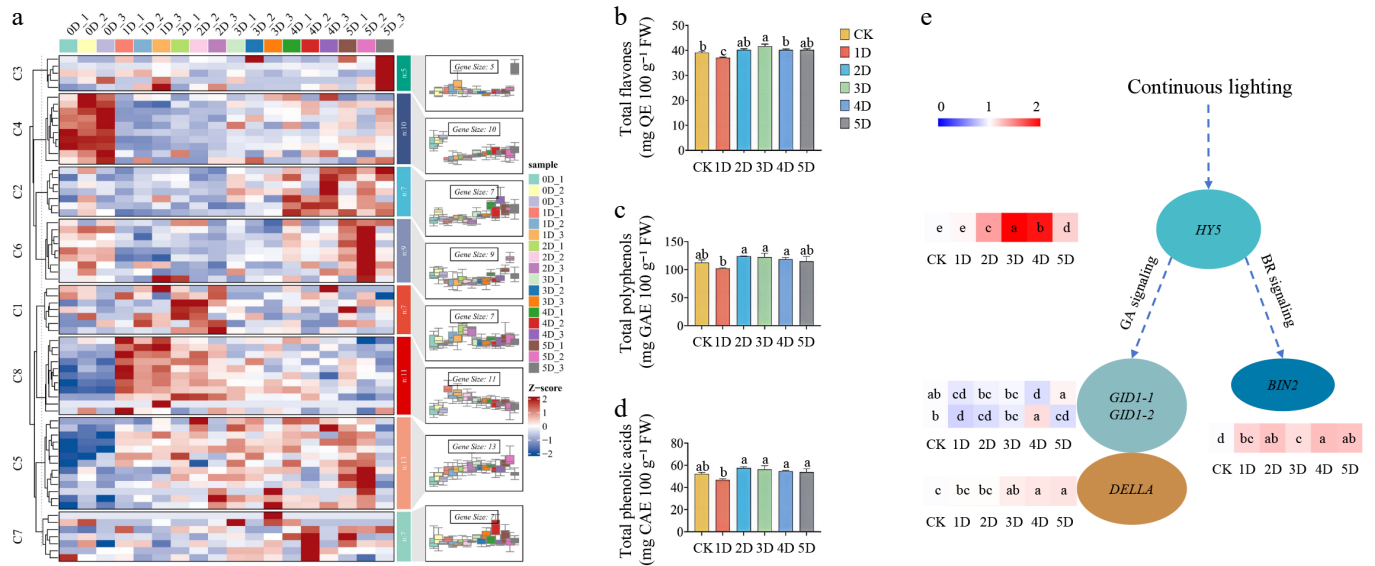 a
0D_1
0D_2
0D_3
1D_1
1D_2
1D_3
2D_1
2D_2
2D_3
3D_1
3D_2
3D_3
4D_1
4D_2
4D_3
5D_1
5D_2
5D_3
C3
n:5
Gene Size: 5
C4
n:10
Gene Size: 10
C2
n:7
Gene Size: 7
C6
n:9
Gene Size: 9
C1
n:7
Gene Size: 7
C8
n:11
Gene Size: 11
C5
n:13
Gene Size: 13
C7
n:7
Gene Size: 7
sample
0D_1
0D_2
0D_3
1D_1
1D_2
1D_3
2D_1
2D_2
2D_3
3D_1
3D_2
3D_3
4D_1
4D_2
4D_3
5D_1
5D_2
5D_3
Z−score
2
1
0
−1
−2
b
Total flavones
(mg QE 100 g⁻¹ FW)
50
40
30
20
10
0
b c ab a b ab
CK 1D 2D 3D 4D 5D
CK
1D
2D
3D
4D
5D
c
Total polyphenols
(mg GAE 100 g⁻¹ FW)
150
100
50
0
ab b a a a ab
CK 1D 2D 3D 4D 5D
d
Total phenolic acids
(mg CAE 100 g⁻¹ FW)
80
60
40
20
0
ab b a a a a
CK 1D 2D 3D 4D 5D
e
0 1 2
Continuous lighting
HY5
e e c a b d
CK 1D 2D 3D 4D 5D
GA signaling
BR signaling
GID1-1
GID1-2
ab cd bc bc d a
b d cd bc a cd
CK 1D 2D 3D 4D 5D
BIN2
d bc ab c a ab
CK 1D 2D 3D 4D 5D
DELLA
c bc bc ab a a
CK 1D 2D 3D 4D 5D